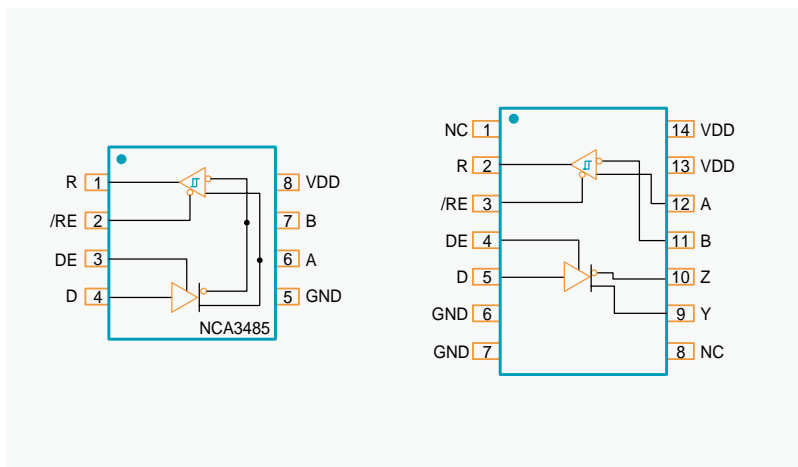 R 1
/RE 2
DE 3
D 4
8 VDD
7 B
6 A
5 GND
NCA3485
NC 1
R 2
/RE 3
DE 4
D 5
GND 6
GND 7
14 VDD
13 VDD
12 A
11 B
10 Z
9 Y
8 NC